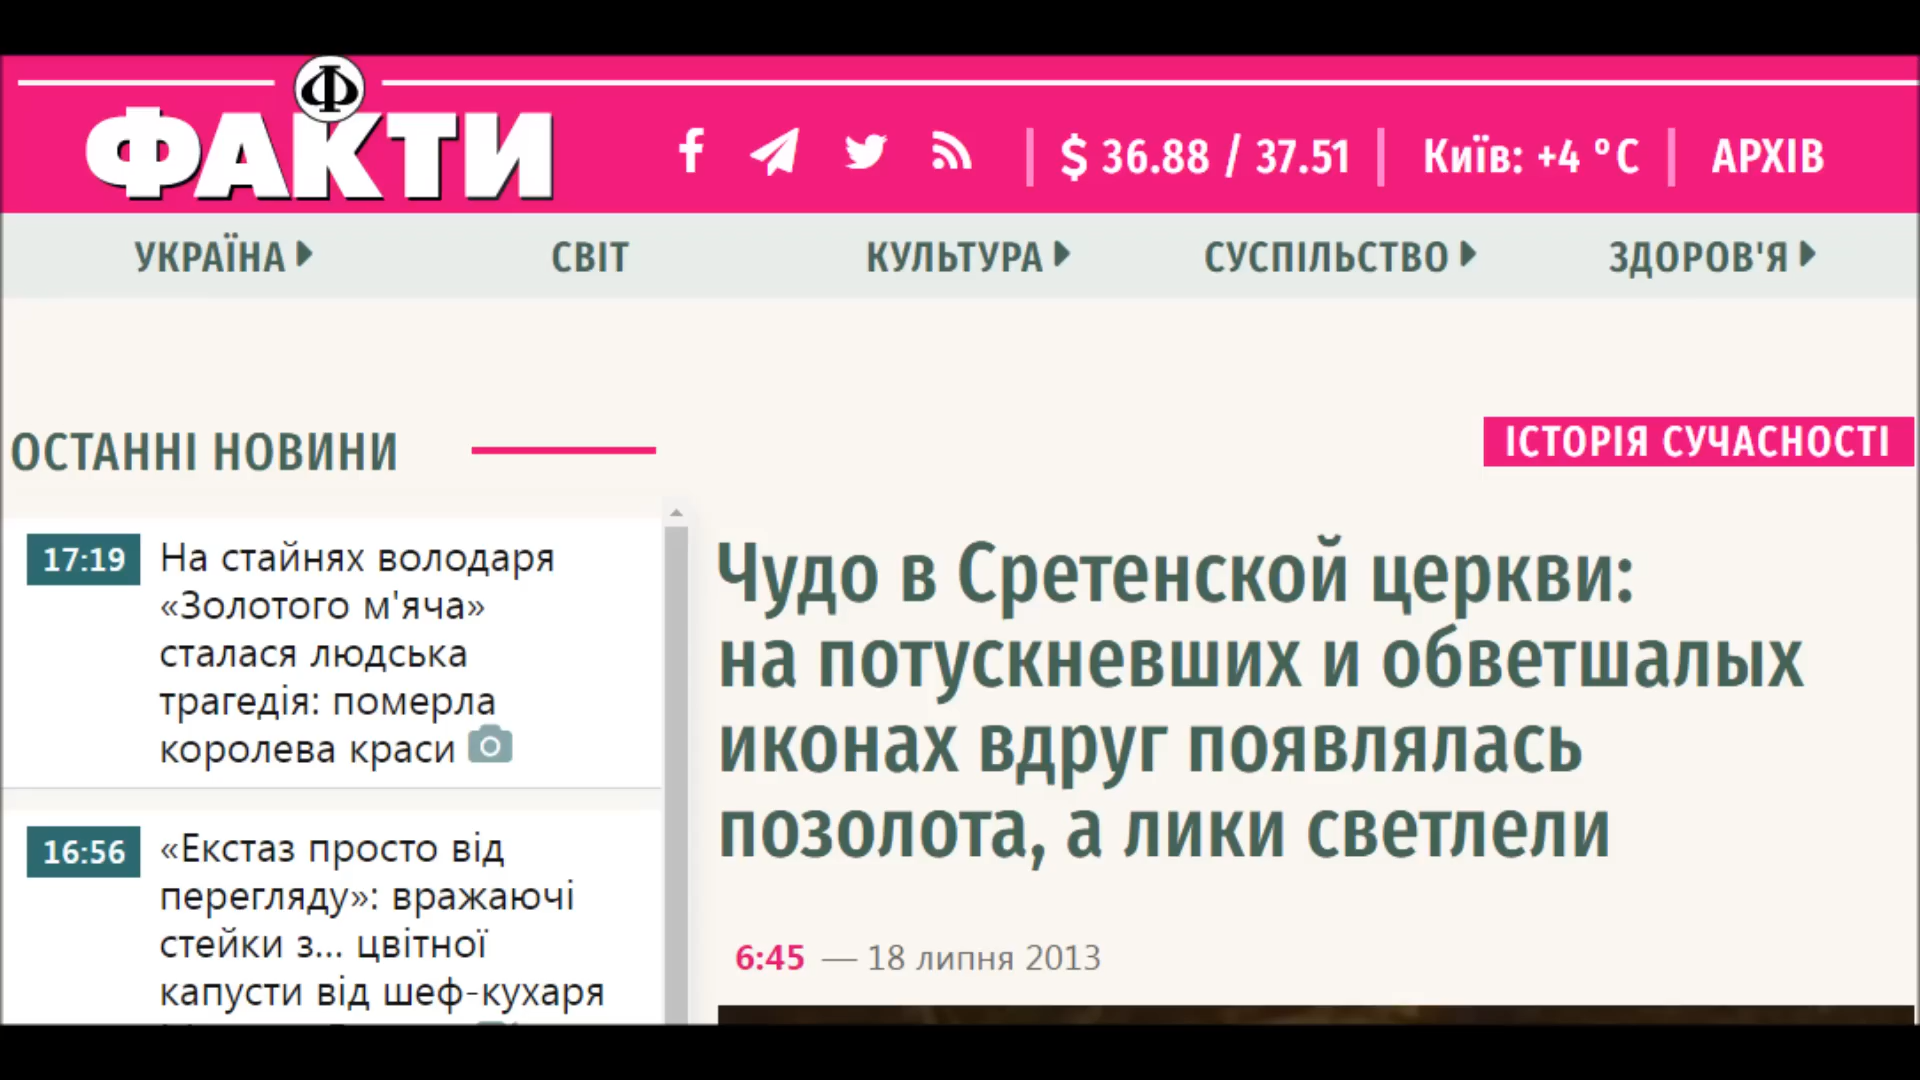 ФАКТИ
$ 36.88 / 37.51
Київ: +4 °C
АРХІВ
УКРАЇНА
СВІТ
КУЛЬТУРА
СУСПІЛЬСТВО
ЗДОРОВ'Я
ОСТАННІ НОВИНИ
17:19
На стайнях володаря
«Золотого м'яча»
сталася людська
трагедія: померла
королева краси
16:56
«Екстаз просто від
перегляду»: вражаючі
стейки з... цвітної
капусти від шеф-кухаря
ІСТОРІЯ СУЧАСНОСТІ
Чудо в Сретенской церкви:
на потускневших и обветшалых
иконах вдруг появлялась
позолота, а лики светлели
6:45 — 18 липня 2013